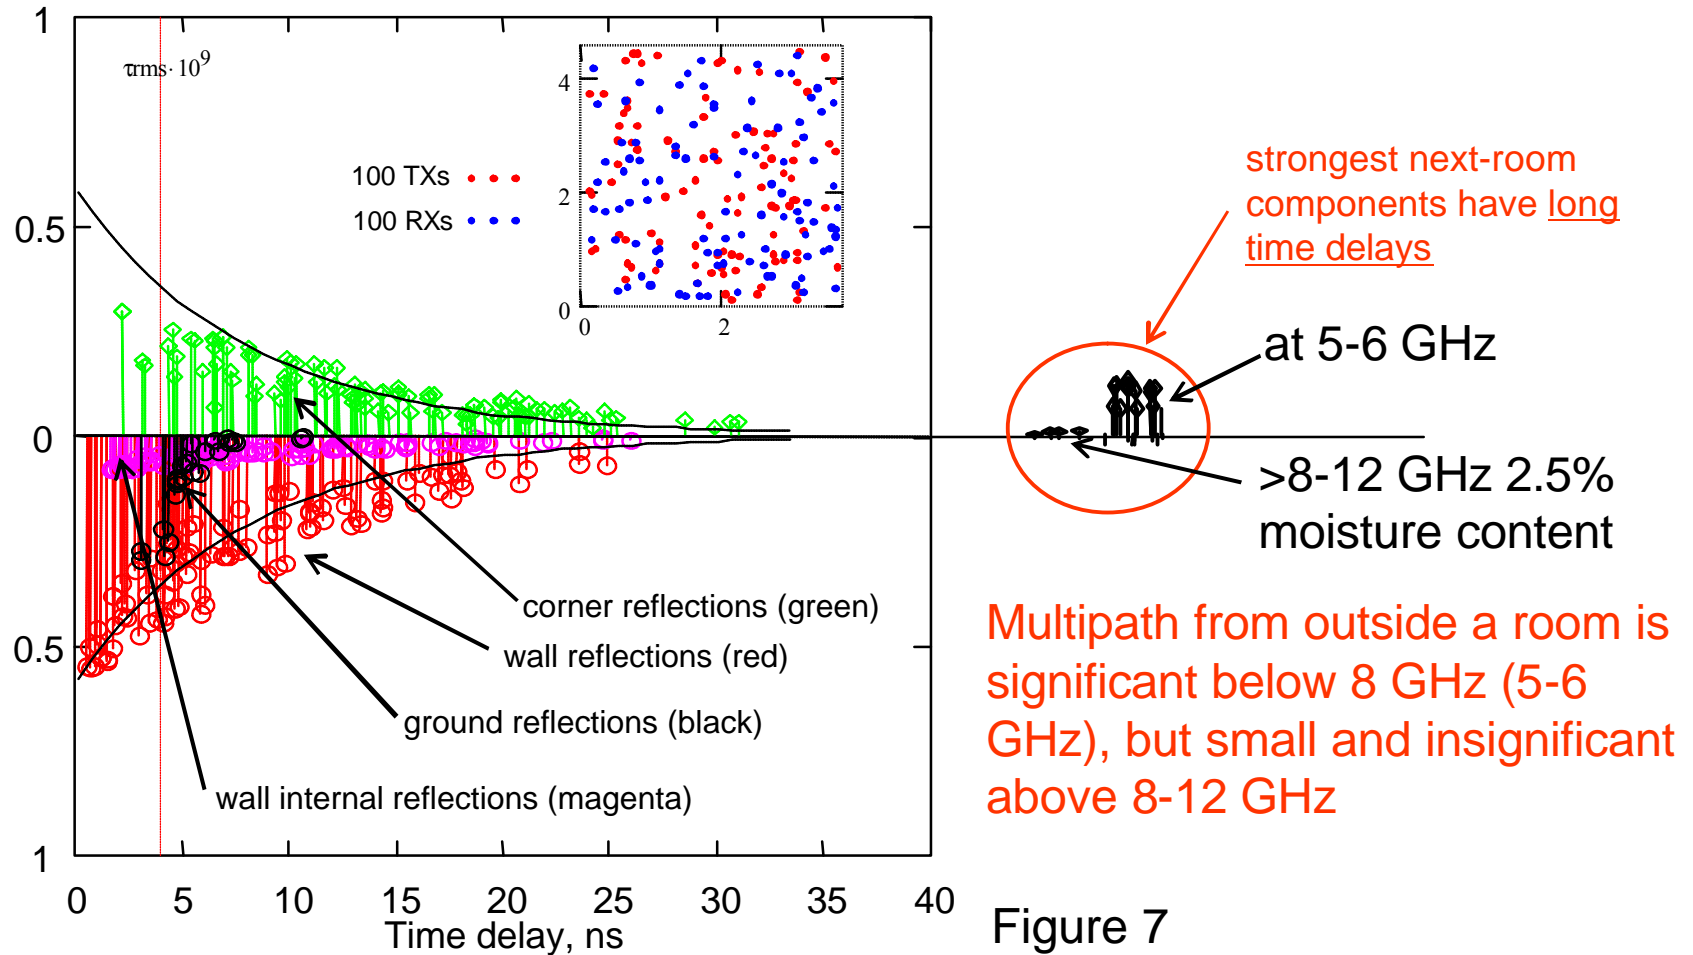 1
τrms·10⁹
0.5
0
0.5
1
0
5
10
15
20
25
30
35
40
Time delay, ns
100 TXs
100 RXs
4
2
0
0
2
corner reflections (green)
wall reflections (red)
ground reflections (black)
wall internal reflections (magenta)
strongest next-room
components have long
time delays
at 5-6 GHz
>8-12 GHz 2.5%
moisture content
Multipath from outside a room is
significant below 8 GHz (5-6
GHz), but small and insignificant
above 8-12 GHz
Figure 7